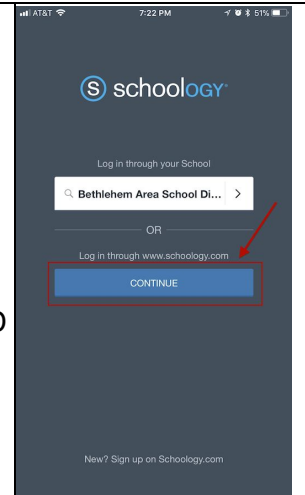 AT&T 7:22 PM 51%
S schoology
Log in through your School
Bethlehem Area School Di... >
OR
Log in through www.schoology.com
CONTINUE
New? Sign up on Schoology.com